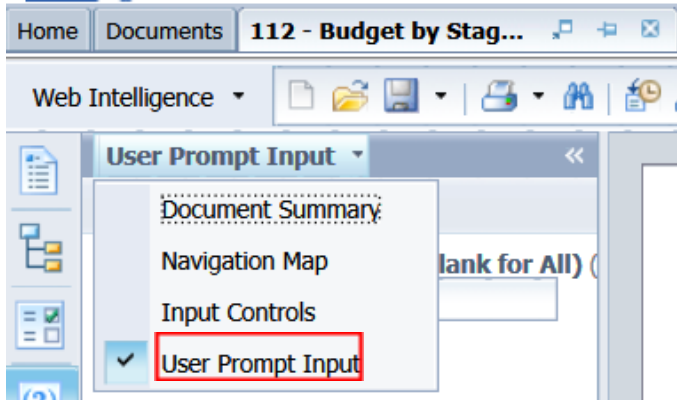 Home Documents 112 - Budget by Stag...
Web Intelligence
User Prompt Input «
Document Summary
Navigation Map lank for All) (
Input Controls
User Prompt Input
(?)